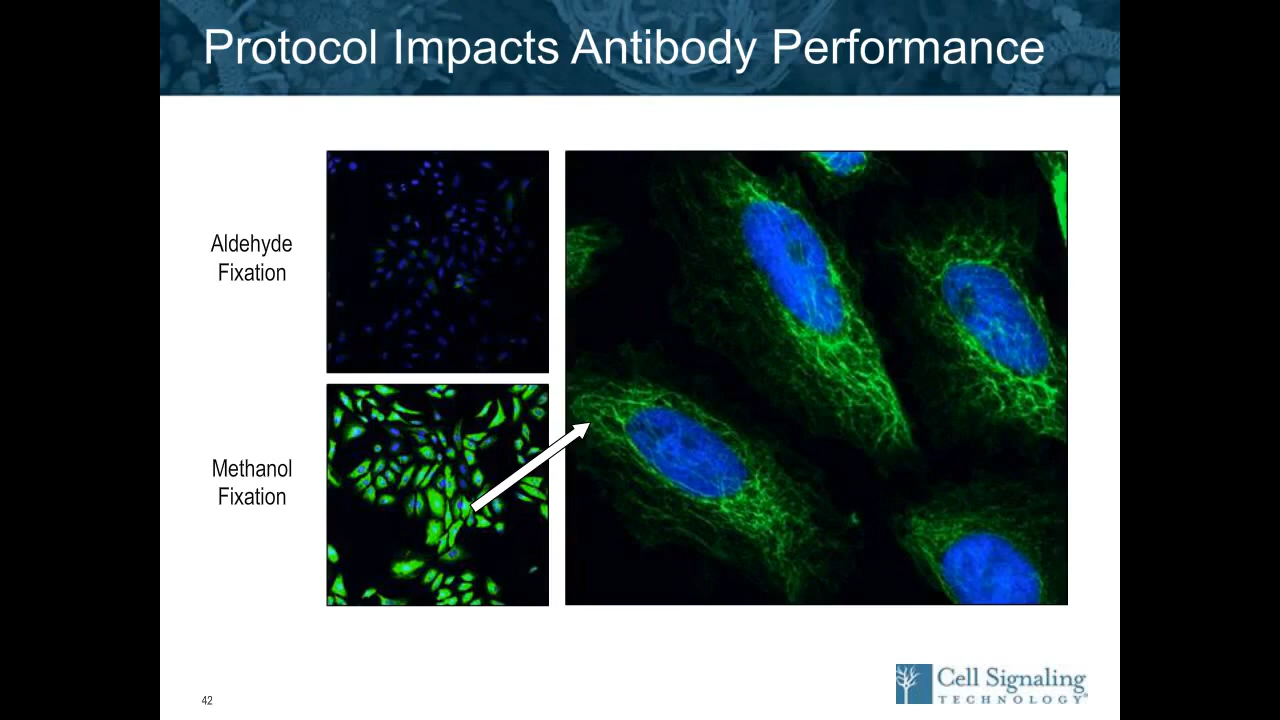 Protocol Impacts Antibody Performance
Aldehyde
Fixation
Methanol
Fixation
42
Cell Signaling
TECHNOLOGY®